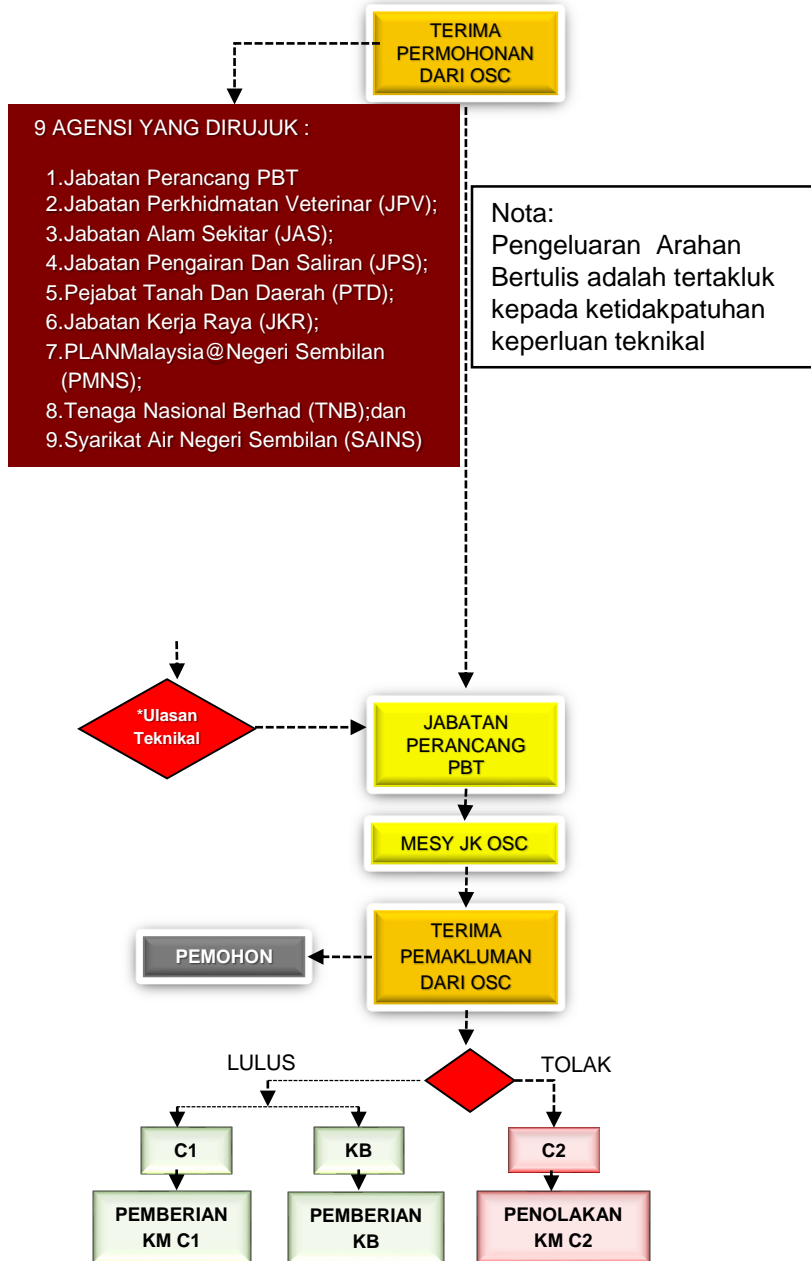 TERIMA
PERMOHONAN
DARI OSC
9 AGENSI YANG DIRUJUK :
1.Jabatan Perancang PBT
2.Jabatan Perkhidmatan Veterinar (JPV);
3.Jabatan Alam Sekitar (JAS);
4.Jabatan Pengairan Dan Saliran (JPS);
5.Pejabat Tanah Dan Daerah (PTD);
6.Jabatan Kerja Raya (JKR);
7.PLANMalaysia@Negeri Sembilan
(PMNS);
8.Tenaga Nasional Berhad (TNB);dan
9.Syarikat Air Negeri Sembilan (SAINS)
Nota:
Pengeluaran Arahan
Bertulis adalah tertakluk
kepada ketidakpatuhan
keperluan teknikal
*Ulasan
Teknikal
JABATAN
PERANCANG
PBT
MESY JK OSC
TERIMA
PEMAKLUMAN
DARI OSC
PEMOHON
LULUS
TOLAK
C1
KB
C2
PEMBERIAN
KM C1
PEMBERIAN
KB
PENOLAKAN
KM C2